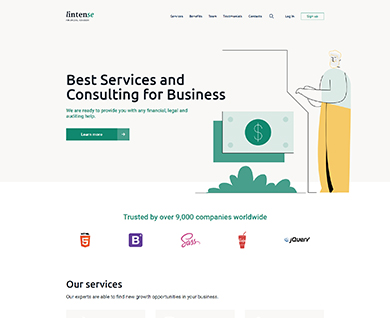 fintense
Services Benefits Team Testimonials Contacts Log In Sign up
Best Services and
Consulting for Business
We are ready to provide you with any financial, legal and
auditing help.
Learn more
$
Trusted by over 9,000 companies worldwide
5 B Sass jQuery
Our services
Our experts are able to find new growth opportunities in your business.